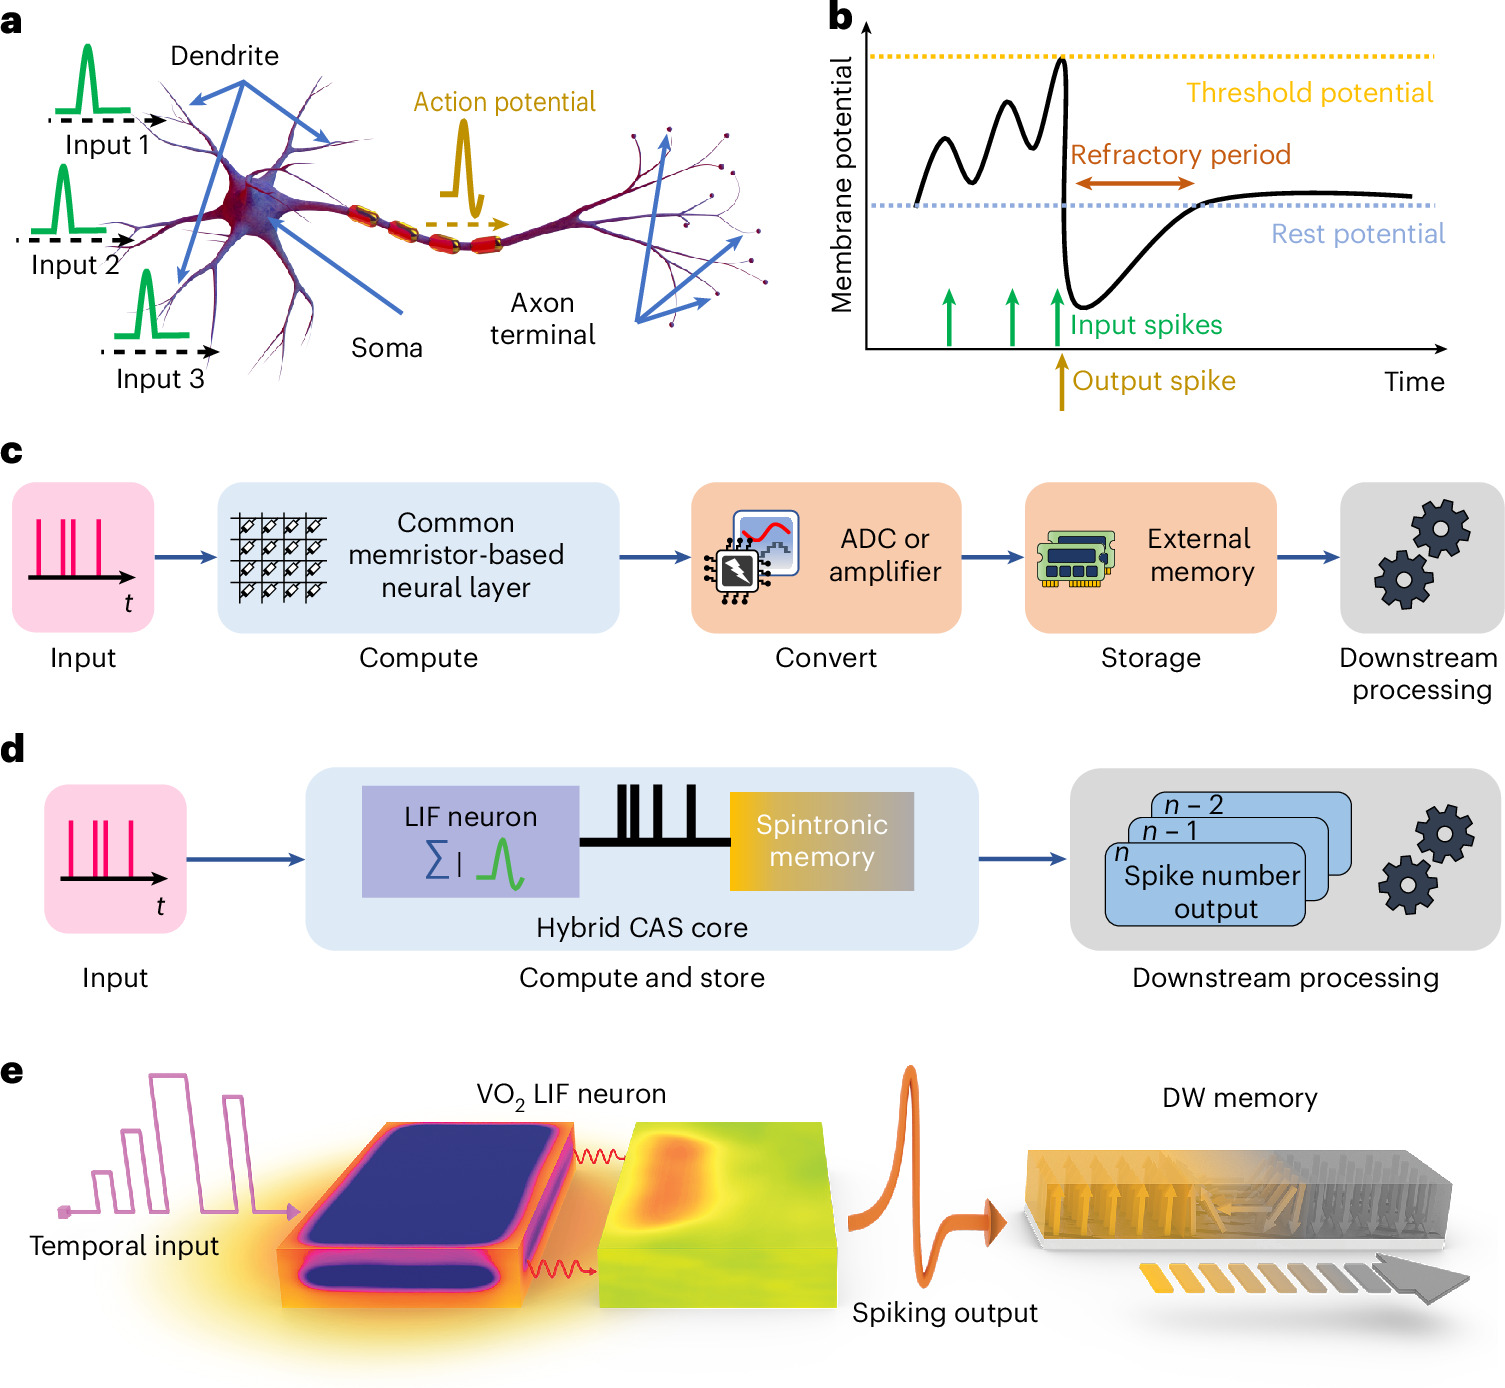 a
Dendrite
Action potential
Input 1
Input 2
Input 3
Soma
Axon
terminal
b
Membrane potential
Threshold potential
Refractory period
Rest potential
Input spikes
Output spike
Time
c
t
Common
memristor-based
neural layer
ADC or
amplifier
External
memory
Input
Compute
Convert
Storage
Downstream
processing
d
t
LIF neuron
∑ |
Spintronic
memory
Hybrid CAS core
n – 2
n – 1
n
Spike number
output
Input
Compute and store
Downstream processing
e
VO₂ LIF neuron
DW memory
Temporal input
Spiking output